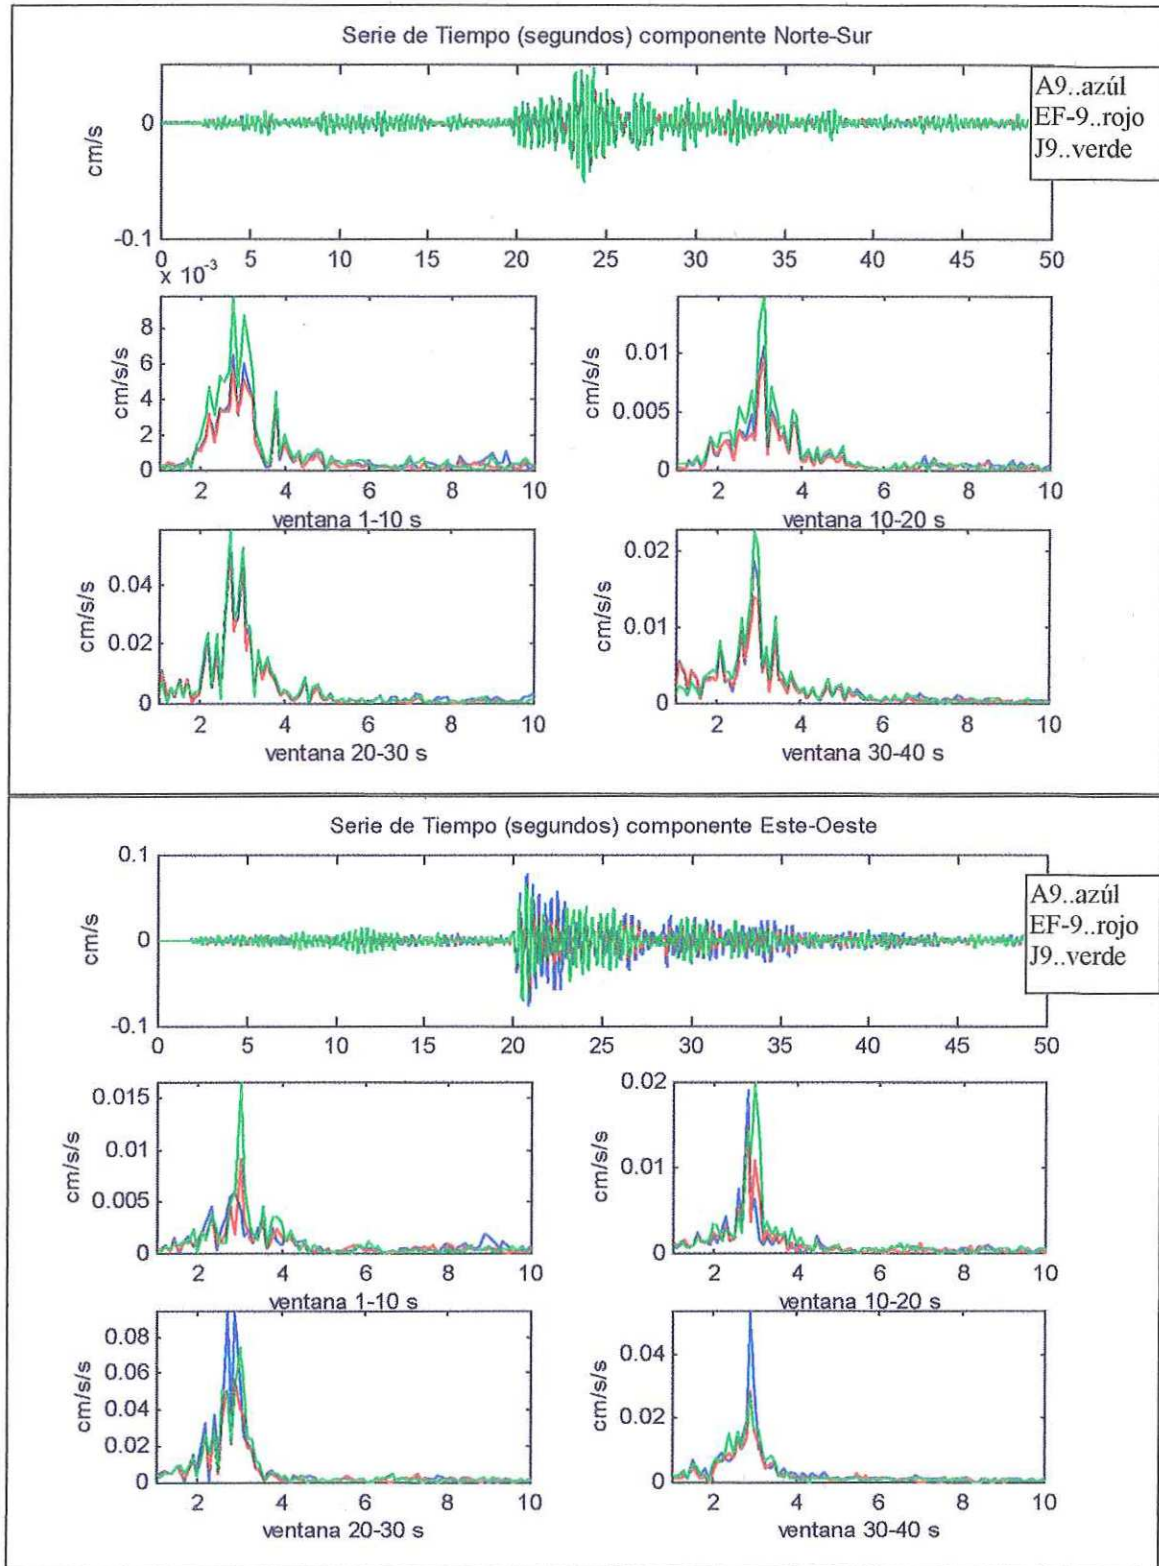 Serie de Tiempo (segundos) componente Norte-Sur
A9..azúl
EF-9..rojo
J9..verde
cm/s
0
-0.1
0 5 10 15 20 25 30 35 40 45 50
x 10-3
cm/s/s
8
6
4
2
0
2 4 6 8 10
ventana 1-10 s
cm/s/s
0.01
0.005
0
2 4 6 8 10
ventana 10-20 s
cm/s/s
0.04
0.02
0
2 4 6 8 10
ventana 20-30 s
cm/s/s
0.02
0.01
0
2 4 6 8 10
ventana 30-40 s
Serie de Tiempo (segundos) componente Este-Oeste
A9..azúl
EF-9..rojo
J9..verde
cm/s
0.1
0
-0.1
0 5 10 15 20 25 30 35 40 45 50
cm/s/s
0.015
0.01
0.005
0
2 4 6 8 10
ventana 1-10 s
cm/s/s
0.02
0.01
0
2 4 6 8 10
ventana 10-20 s
cm/s/s
0.08
0.06
0.04
0.02
0
2 4 6 8 10
ventana 20-30 s
cm/s/s
0.04
0.02
0
2 4 6 8 10
ventana 30-40 s